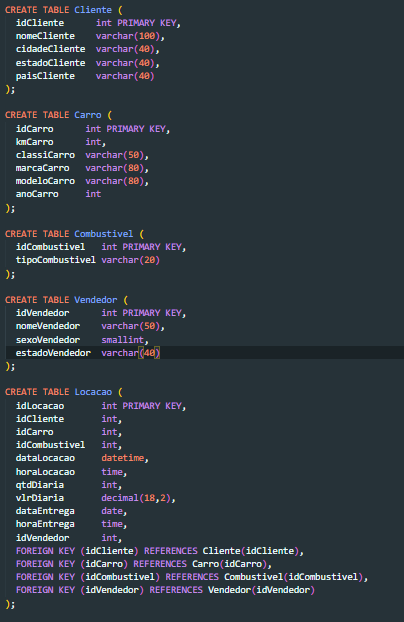 CREATE TABLE Cliente (
  idCliente      int PRIMARY KEY,
  nomeCliente    varchar(100),
  cidadeCliente  varchar(40),
  estadoCliente  varchar(40),
  paisCliente    varchar(40)
);
CREATE TABLE Carro (
  idCarro      int PRIMARY KEY,
  kmCarro      int,
  classiCarro  varchar(50),
  marcaCarro   varchar(80),
  modeloCarro  varchar(80),
  anoCarro     int
);
CREATE TABLE Combustivel (
  idCombustivel   int PRIMARY KEY,
  tipoCombustivel varchar(20)
);
CREATE TABLE Vendedor (
  idVendedor      int PRIMARY KEY,
  nomeVendedor    varchar(50),
  sexoVendedor    smallint,
  estadoVendedor  varchar(40)
);
CREATE TABLE Locacao (
  idLocacao       int PRIMARY KEY,
  idCliente       int,
  idCarro         int,
  idCombustivel   int,
  dataLocacao     datetime,
  horaLocacao     time,
  qtdDiaria       int,
  vlrDiaria       decimal(18,2),
  dataEntrega     date,
  horaEntrega     time,
  idVendedor      int,
  FOREIGN KEY (idCliente) REFERENCES Cliente(idCliente),
  FOREIGN KEY (idCarro) REFERENCES Carro(idCarro),
  FOREIGN KEY (idCombustivel) REFERENCES Combustivel(idCombustivel),
  FOREIGN KEY (idVendedor) REFERENCES Vendedor(idVendedor)
);